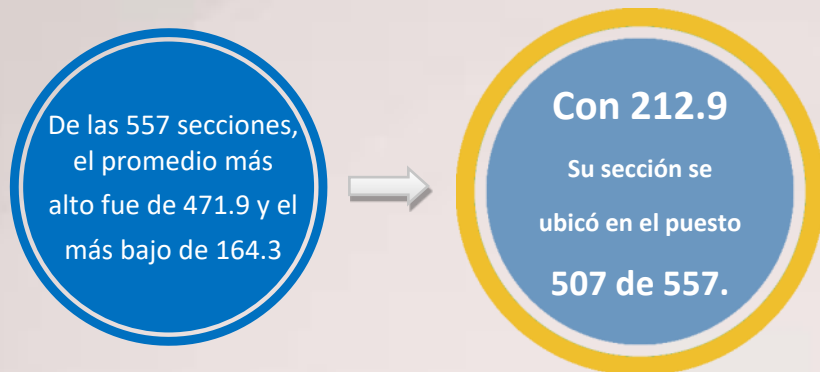 De las 557 secciones,
el promedio más
alto fue de 471.9 y el
más bajo de 164.3
Con 212.9
Su sección se
ubicó en el puesto
507 de 557.